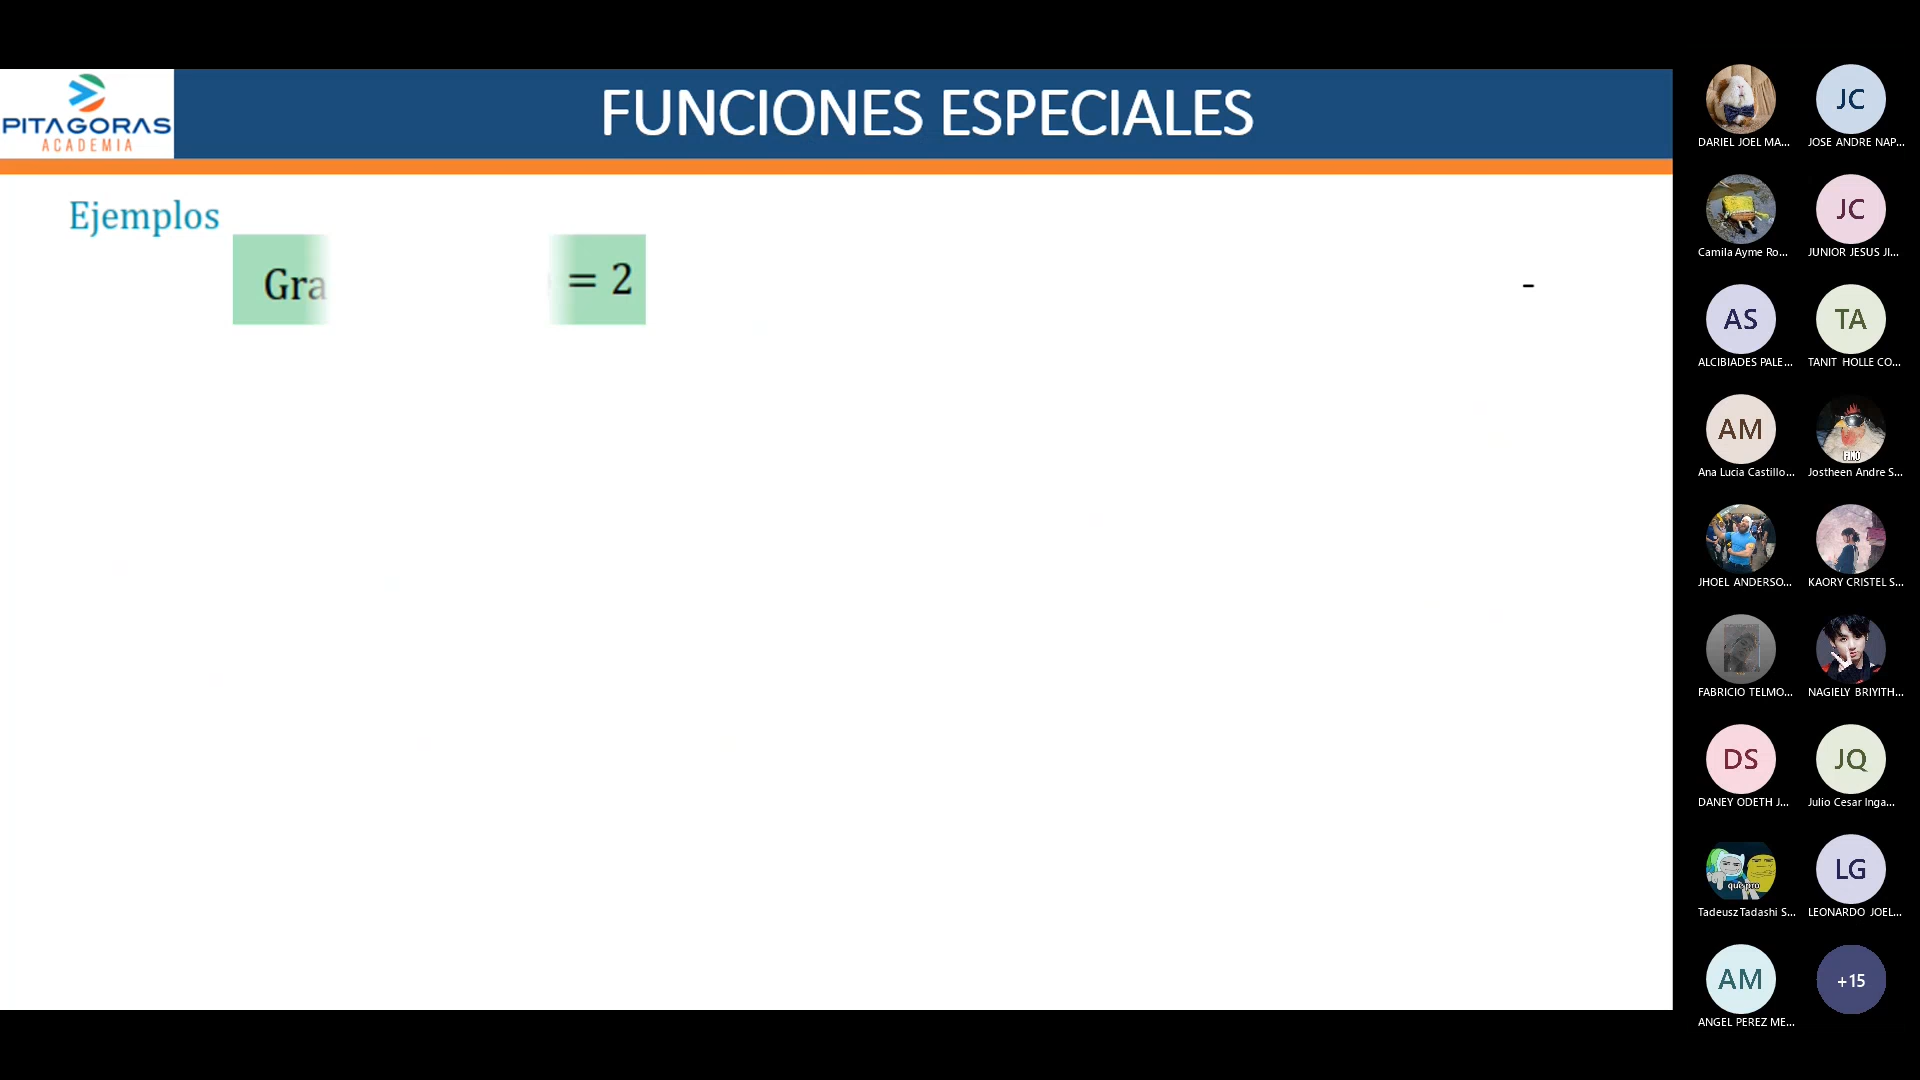 FUNCIONES ESPECIALES
PITAGORAS
ACADEMIA
Ejemplos
Gra = 2
-
DARIEL JOEL MA...
JOSE ANDRE NAP...
JC
Camila Ayme Ro...
JUNIOR JESUS JI...
JC
AS
ALCIBIADES PALE...
TA
TANIT HOLLE CO...
AM
Ana Lucia Castillo...
FINO
Jostheen Andre S...
JHOEL ANDERSO...
KAORY CRISTEL S...
FABRICIO TELMO...
NAGIELY BRIYITH...
DS
DANEY ODETH J...
JQ
Julio Cesar Inga...
que pro
Tadeusz Tadashi S...
LG
LEONARDO JOEL...
AM
ANGEL PEREZ ME...
+15